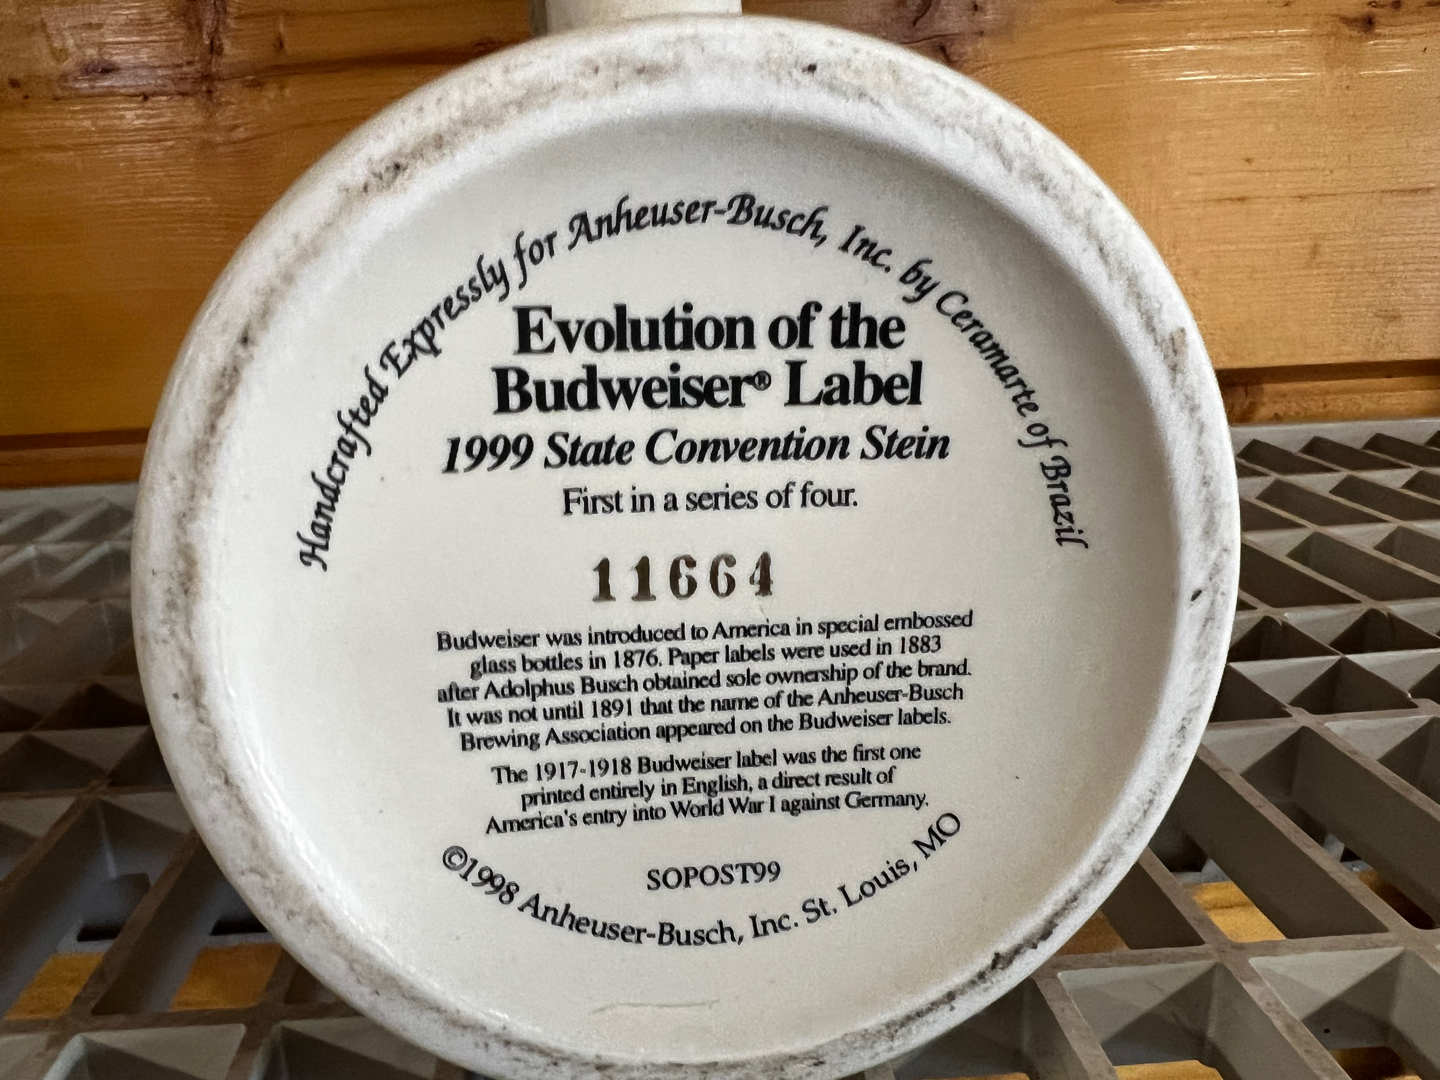 Handcrafted Expressly for Anheuser-Busch, Inc. by Ceramarte of Brazil
Evolution of the
Budweiser® Label
1999 State Convention Stein
First in a series of four.
11664
Budweiser was introduced to America in special embossed
glass bottles in 1876. Paper labels were used in 1883
after Adolphus Busch obtained sole ownership of the brand.
It was not until 1891 that the name of the Anheuser-Busch
Brewing Association appeared on the Budweiser labels.
The 1917-1918 Budweiser label was the first one
printed entirely in English, a direct result of
America's entry into World War I against Germany.
SOPOST99
©1998 Anheuser-Busch, Inc. St. Louis, MO